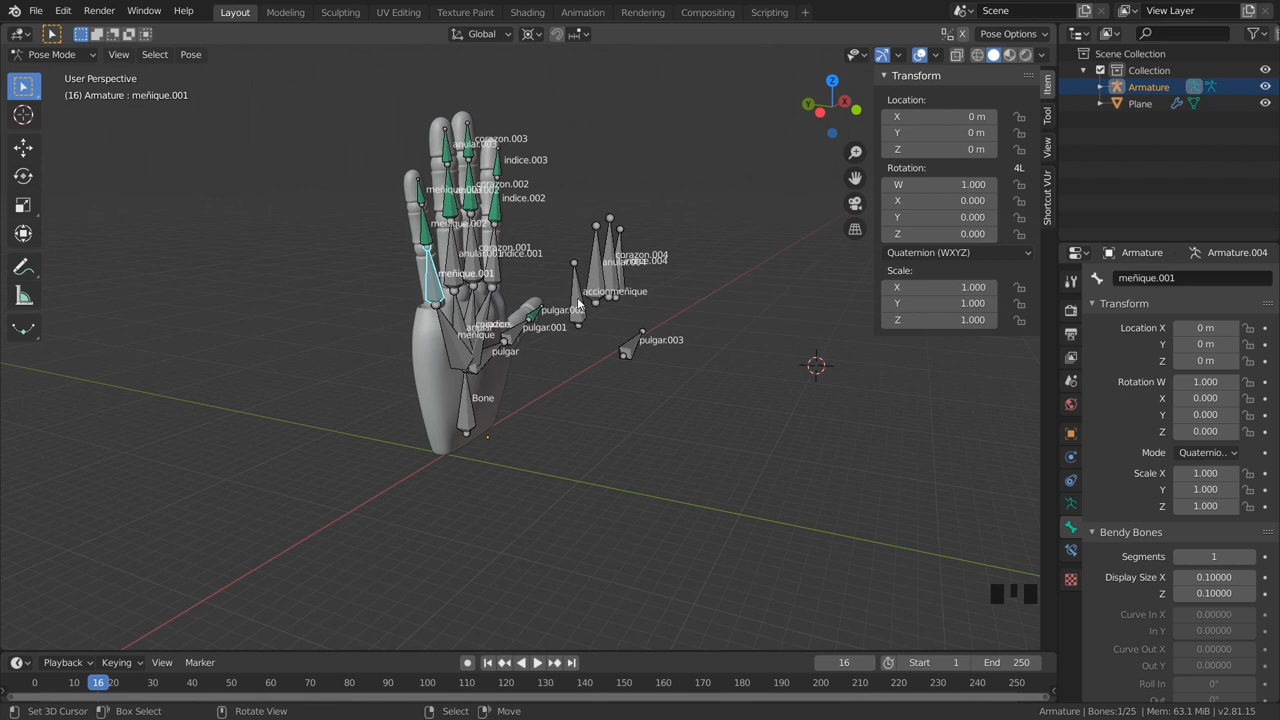 File Edit Render Window Help Layout Modeling Sculpting UV Editing Texture Paint Shading Animation Rendering Compositing Scripting + Scene View Layer
Global X Pose Options
Pose Mode View Select Pose
User Perspective
(16) Armature : meñique.001
Z
Y
X
corazon.003
indice.003
corazon.002
indice.002
meñique.002
indice.001
meñique.001
corazon.004
accionmeñique
pulgar.001
meñique
pulgar
pulgar.003
Bone
Transform
Location:
X 0 m
Y 0 m
Z 0 m
Rotation: 4L
W 1.000
X 0.000
Y 0.000
Z 0.000
Quaternion (WXYZ)
Scale:
X 1.000
Y 1.000
Z 1.000
Item
Tool
View
Shortcut VUr
Scene Collection
Collection
Armature
Plane
Armature Armature.004
meñique.001
Transform
Location X 0 m
Y 0 m
Z 0 m
Rotation W 1.000
X 0.000
Y 0.000
Z 0.000
Mode Quaternio..
Scale X 1.000
Y 1.000
Z 1.000
Bendy Bones
Segments 1
Display Size X 0.10000
Z 0.10000
Curve In X 0.00000
In Y 0.00000
Curve Out X 0.00000
Out Y 0.00000
Roll In 0°
Playback Keying View Marker 16 Start 1 End 250
0 10 16 20 30 40 50 60 70 80 90 100 110 120 130 140 150 160 170 180 190 200 210 220 230 240 250
Set 3D Cursor Box Select Rotate View Select Move Armature | Bones:1/25 | Mem: 63.1 MiB | v2.81.15